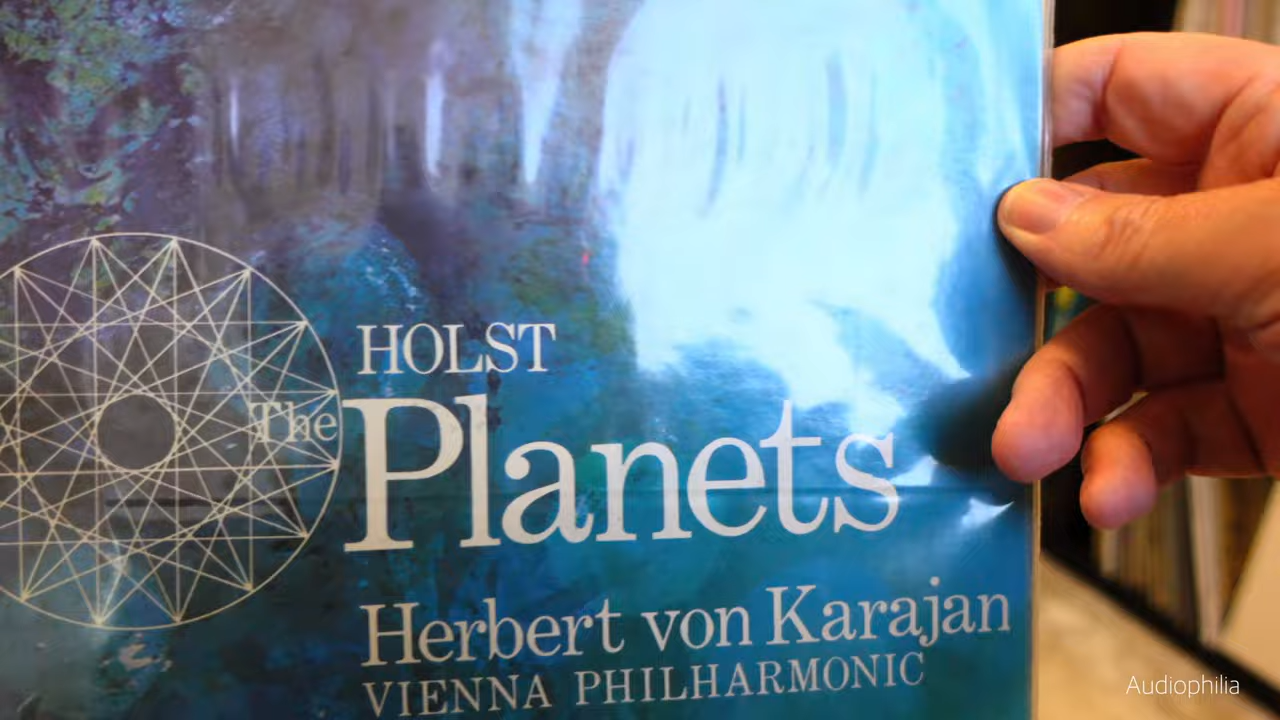 HOLST
The Planets
Herbert von Karajan
VIENNA PHILHARMONIC
Audiophilia